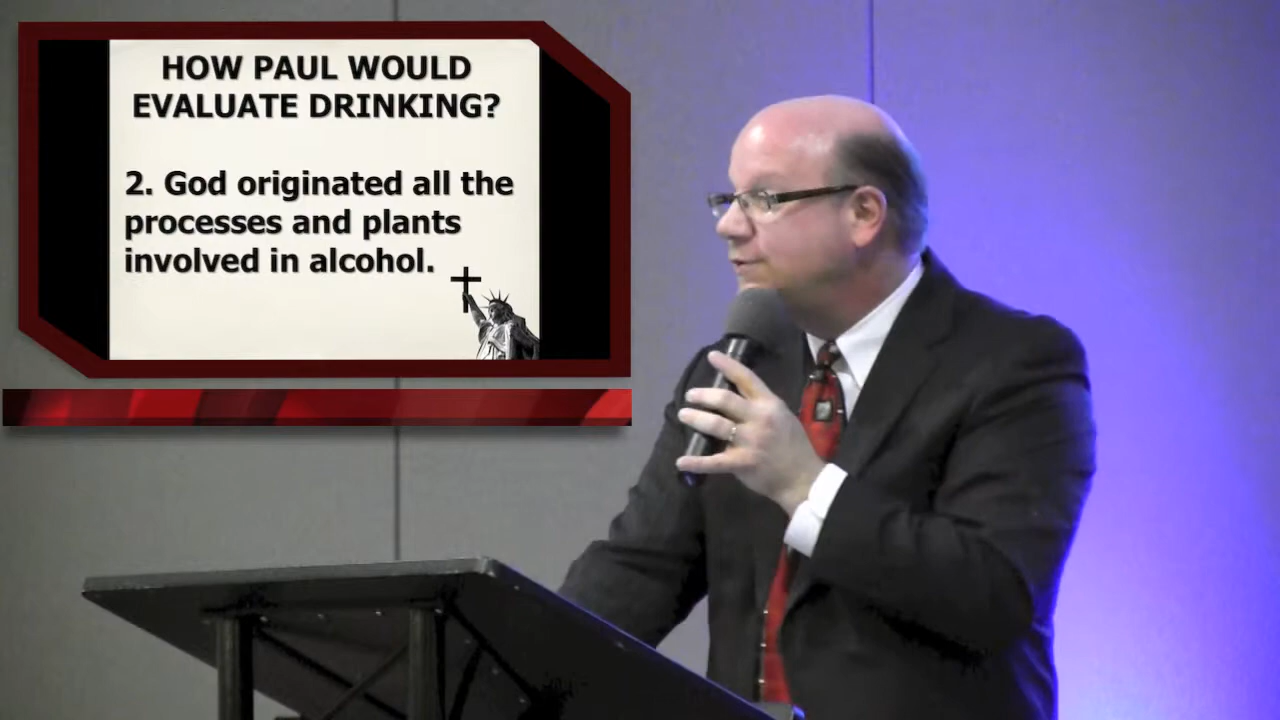 HOW PAUL WOULD
EVALUATE DRINKING?
2. God originated all the
processes and plants
involved in alcohol.